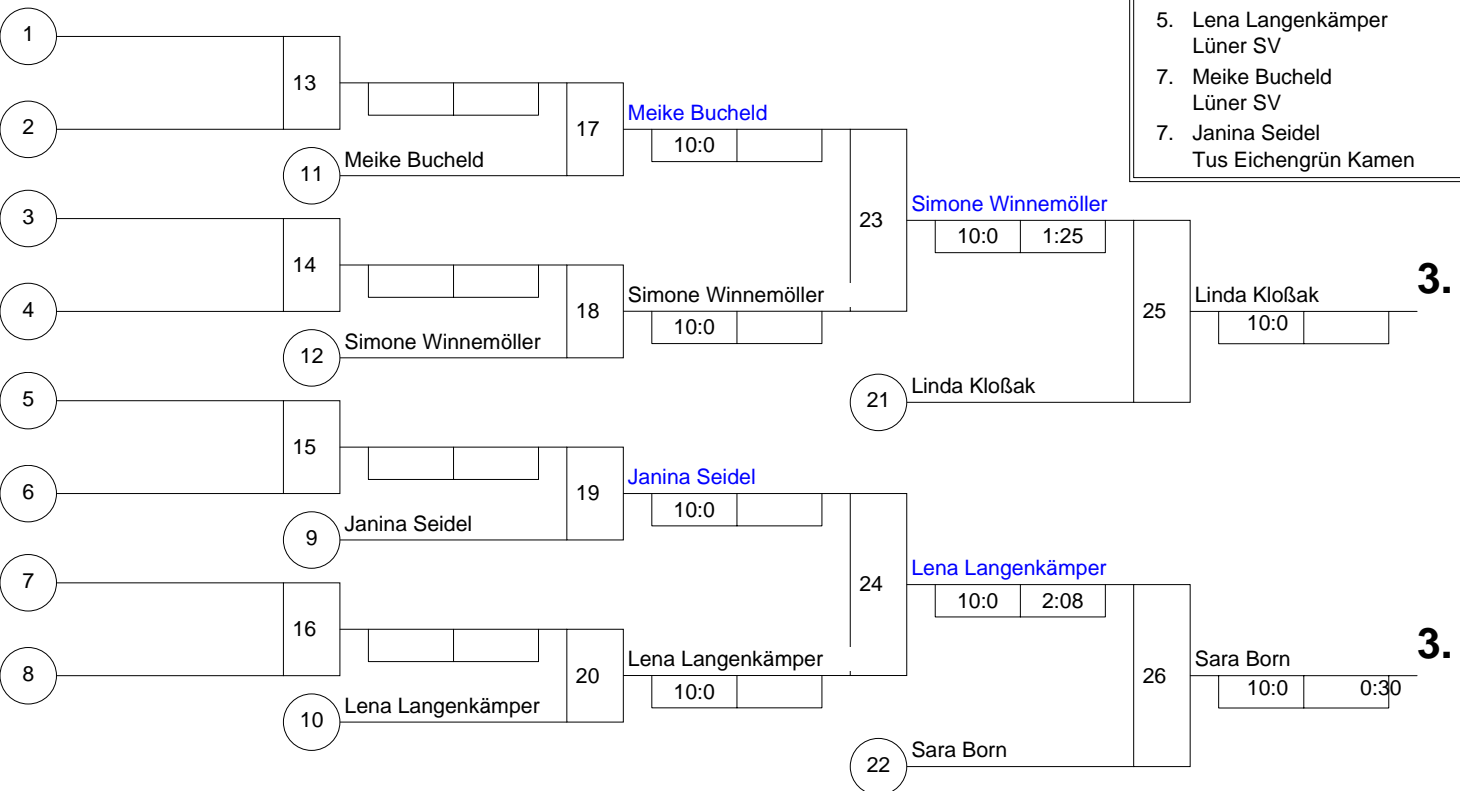 5. Lena Langenkämper
Lüner SV
7. Meike Bucheld
Lüner SV
7. Janina Seidel
Tus Eichengrün Kamen
1
13
2
17
Meike Bucheld
10:0
11
Meike Bucheld
3
23
Simone Winnemöller
10:0 1:25
14
4
18
Simone Winnemöller
10:0
12
Simone Winnemöller
25
Linda Kloßak
10:0
3.
5
21
Linda Kloßak
15
6
19
Janina Seidel
10:0
9
Janina Seidel
7
24
Lena Langenkämper
10:0 2:08
16
8
20
Lena Langenkämper
10:0
10
Lena Langenkämper
26
Sara Born
10:0 0:30
3.
22
Sara Born